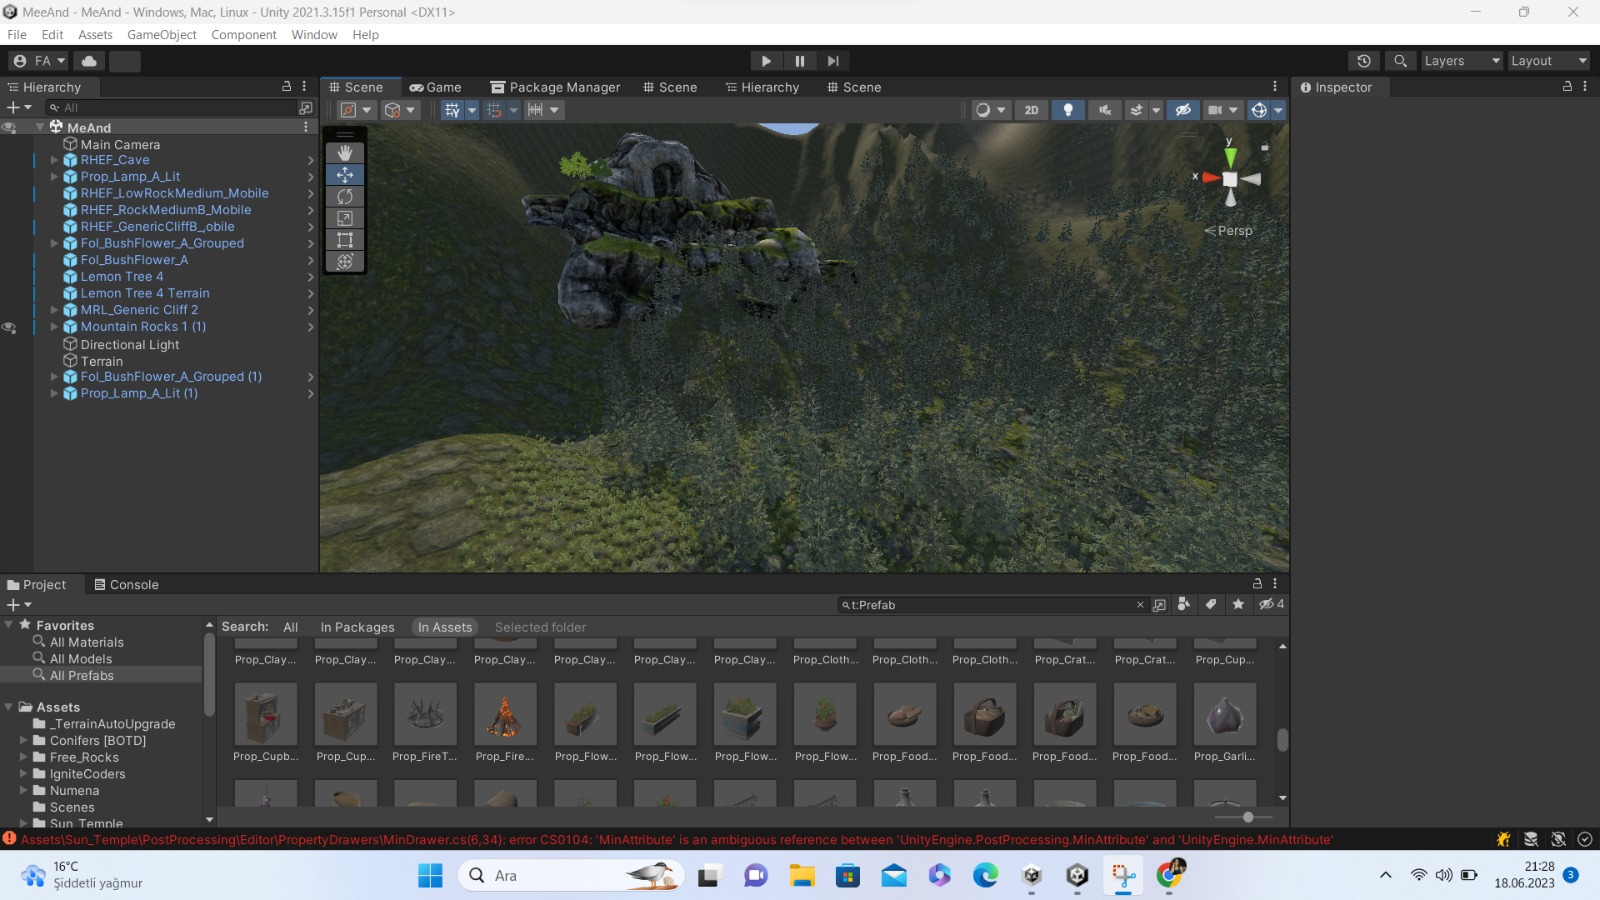 MeeAnd - MeAnd - Windows, Mac, Linux - Unity 2021.3.15f1 Personal <DX11>
File Edit Assets GameObject Component Window Help
FA
Layers
Layout
Hierarchy
All
MeAnd
Main Camera
RHEF_Cave
Prop_Lamp_A_Lit
RHEF_LowRockMedium_Mobile
RHEF_RockMediumB_Mobile
RHEF_GenericCliffB_obile
Fol_BushFlower_A_Grouped
Fol_BushFlower_A
Lemon Tree 4
Lemon Tree 4 Terrain
MRL_Generic Cliff 2
Mountain Rocks 1 (1)
Directional Light
Terrain
Fol_BushFlower_A_Grouped (1)
Prop_Lamp_A_Lit (1)
Scene Game Package Manager Scene Hierarchy Scene
2D
y
x
Persp
Inspector
Project Console
t:Prefab
4
Favorites
All Materials
All Models
All Prefabs
Assets
_TerrainAutoUpgrade
Conifers [BOTD]
Free_Rocks
IgniteCoders
Numena
Scenes
Sun_Temple
Search: All In Packages In Assets Selected folder
Prop_Clay... Prop_Clay... Prop_Clay... Prop_Clay... Prop_Clay... Prop_Clay... Prop_Clay... Prop_Cloth... Prop_Cloth... Prop_Cloth... Prop_Crat... Prop_Crat... Prop_Cup...
Prop_Cupb... Prop_Cup... Prop_FireT... Prop_Fire... Prop_Flow... Prop_Flow... Prop_Flow... Prop_Flow... Prop_Food... Prop_Food... Prop_Food... Prop_Food... Prop_Garli...
Assets\Sun_Temple\PostProcessing\Editor\PropertyDrawers\MinDrawer.cs(6,34): error CS0104: 'MinAttribute' is an ambiguous reference between 'UnityEngine.PostProcessing.MinAttribute' and 'UnityEngine.MinAttribute'
16°C
Şiddetli yağmur
Ara
21:28
18.06.2023
3